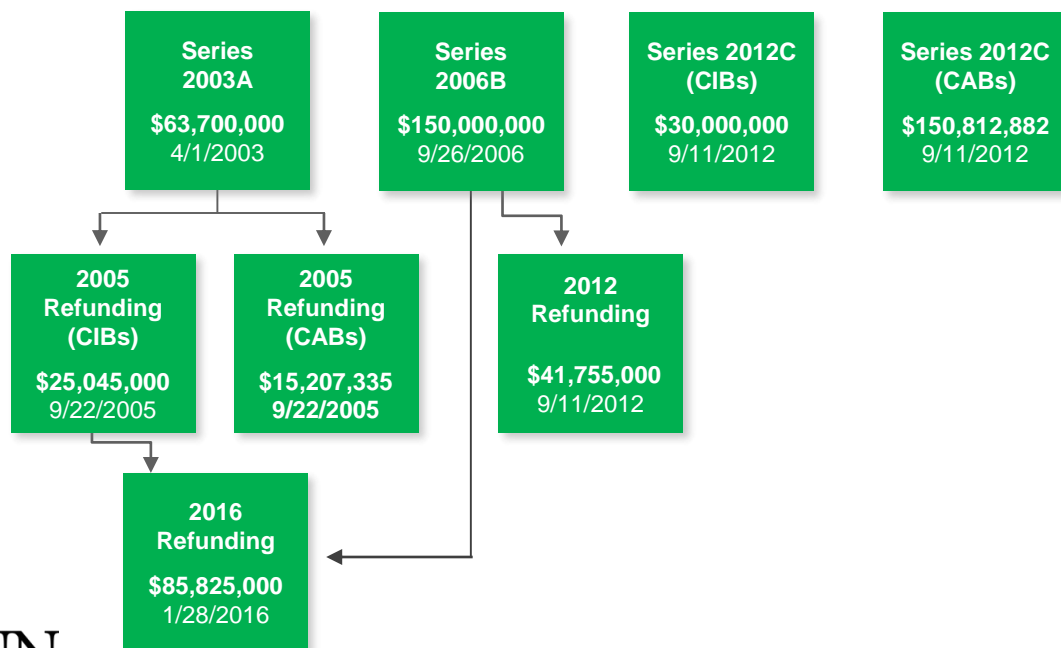 Series
2003A
$63,700,000
4/1/2003
Series
2006B
$150,000,000
9/26/2006
Series 2012C
(CIBs)
$30,000,000
9/11/2012
Series 2012C
(CABs)
$150,812,882
9/11/2012
2005
Refunding
(CIBs)
$25,045,000
9/22/2005
2005
Refunding
(CABs)
$15,207,335
9/22/2005
2012
Refunding
$41,755,000
9/11/2012
2016
Refunding
$85,825,000
1/28/2016